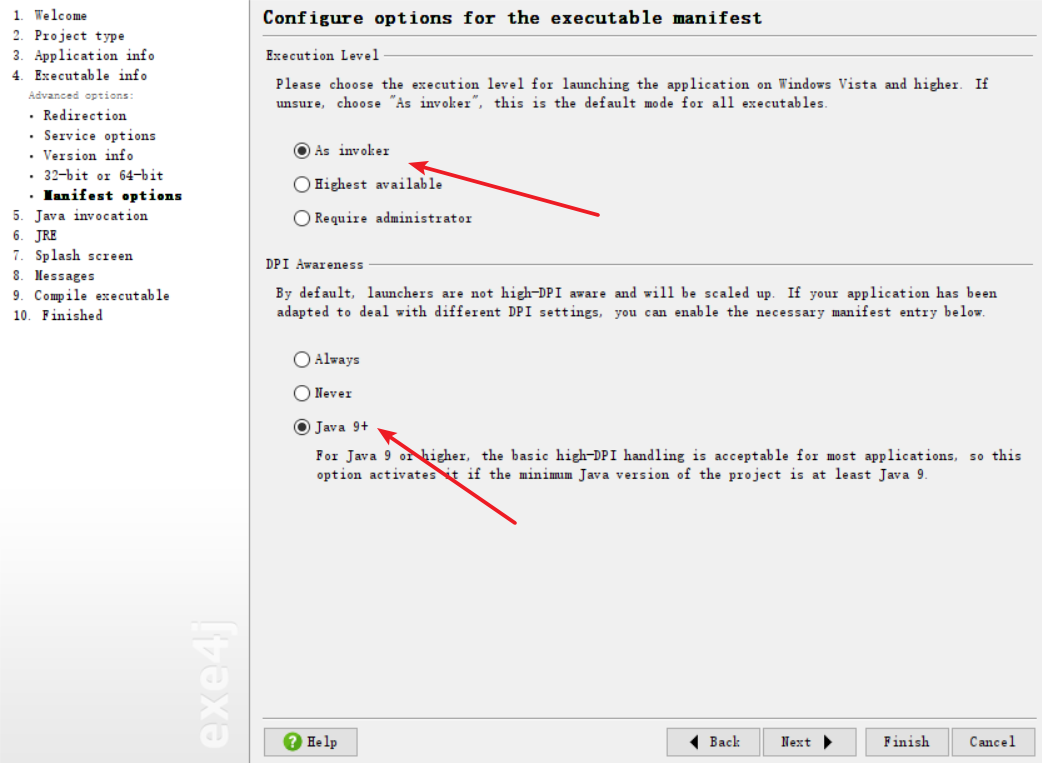 1. Welcome
2. Project type
3. Application info
4. Executable info
Advanced options:
· Redirection
· Service options
· Version info
· 32-bit or 64-bit
· Manifest options
5. Java invocation
6. JRE
7. Splash screen
8. Messages
9. Compile executable
10. Finished
exe4j
Configure options for the executable manifest
Execution Level
Please choose the execution level for launching the application on Windows Vista and higher. If
unsure, choose "As invoker", this is the default mode for all executables.
As invoker
Highest available
Require administrator
DPI Awareness
By default, launchers are not high-DPI aware and will be scaled up. If your application has been
adapted to deal with different DPI settings, you can enable the necessary manifest entry below.
Always
Never
Java 9+
For Java 9 or higher, the basic high-DPI handling is acceptable for most applications, so this
option activates it if the minimum Java version of the project is at least Java 9.
? Help
Back
Next
Finish
Cancel